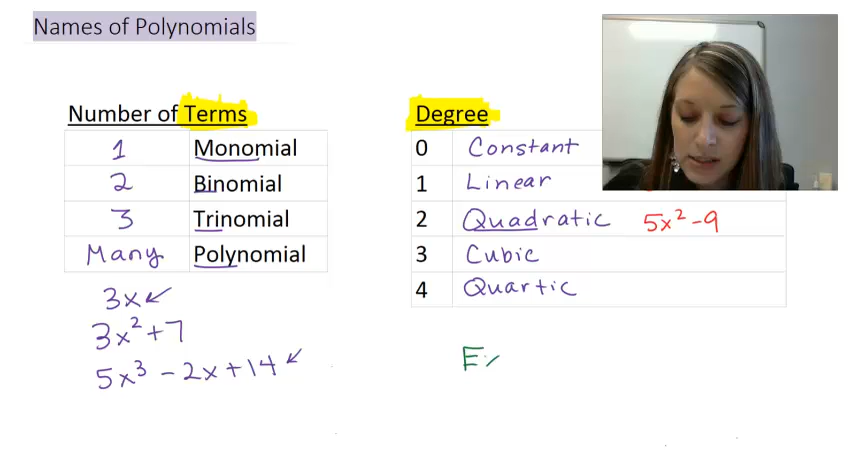 Names of Polynomials
Number of Terms
1 Monomial
2 Binomial
3 Trinomial
Many Polynomial
3x
3x² + 7
5x³ - 2x + 14
Degree
0 Constant
1 Linear
2 Quadratic 5x² - 9
3 Cubic
4 Quartic